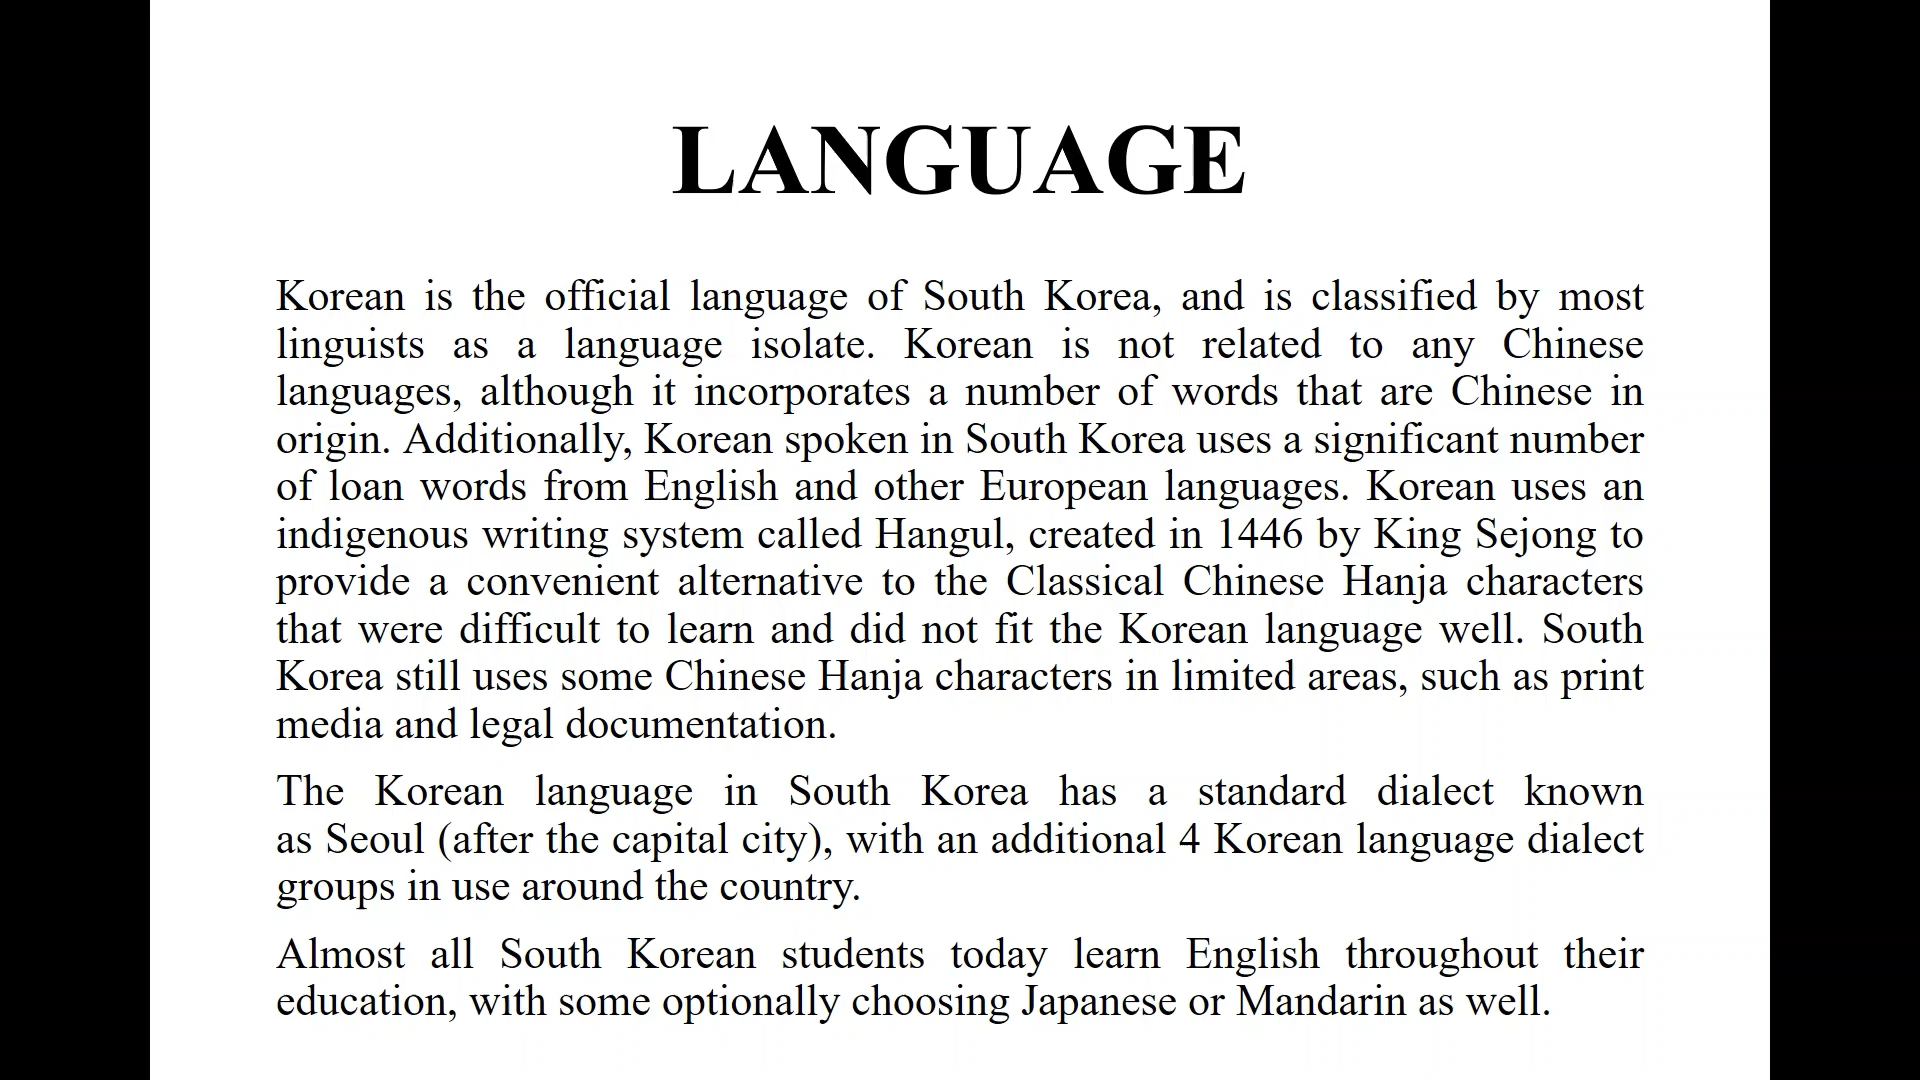 LANGUAGE
Korean is the official language of South Korea, and is classified by most
linguists as a language isolate. Korean is not related to any Chinese
languages, although it incorporates a number of words that are Chinese in
origin. Additionally, Korean spoken in South Korea uses a significant number
of loan words from English and other European languages. Korean uses an
indigenous writing system called Hangul, created in 1446 by King Sejong to
provide a convenient alternative to the Classical Chinese Hanja characters
that were difficult to learn and did not fit the Korean language well. South
Korea still uses some Chinese Hanja characters in limited areas, such as print
media and legal documentation.
The Korean language in South Korea has a standard dialect known
as Seoul (after the capital city), with an additional 4 Korean language dialect
groups in use around the country.
Almost all South Korean students today learn English throughout their
education, with some optionally choosing Japanese or Mandarin as well.